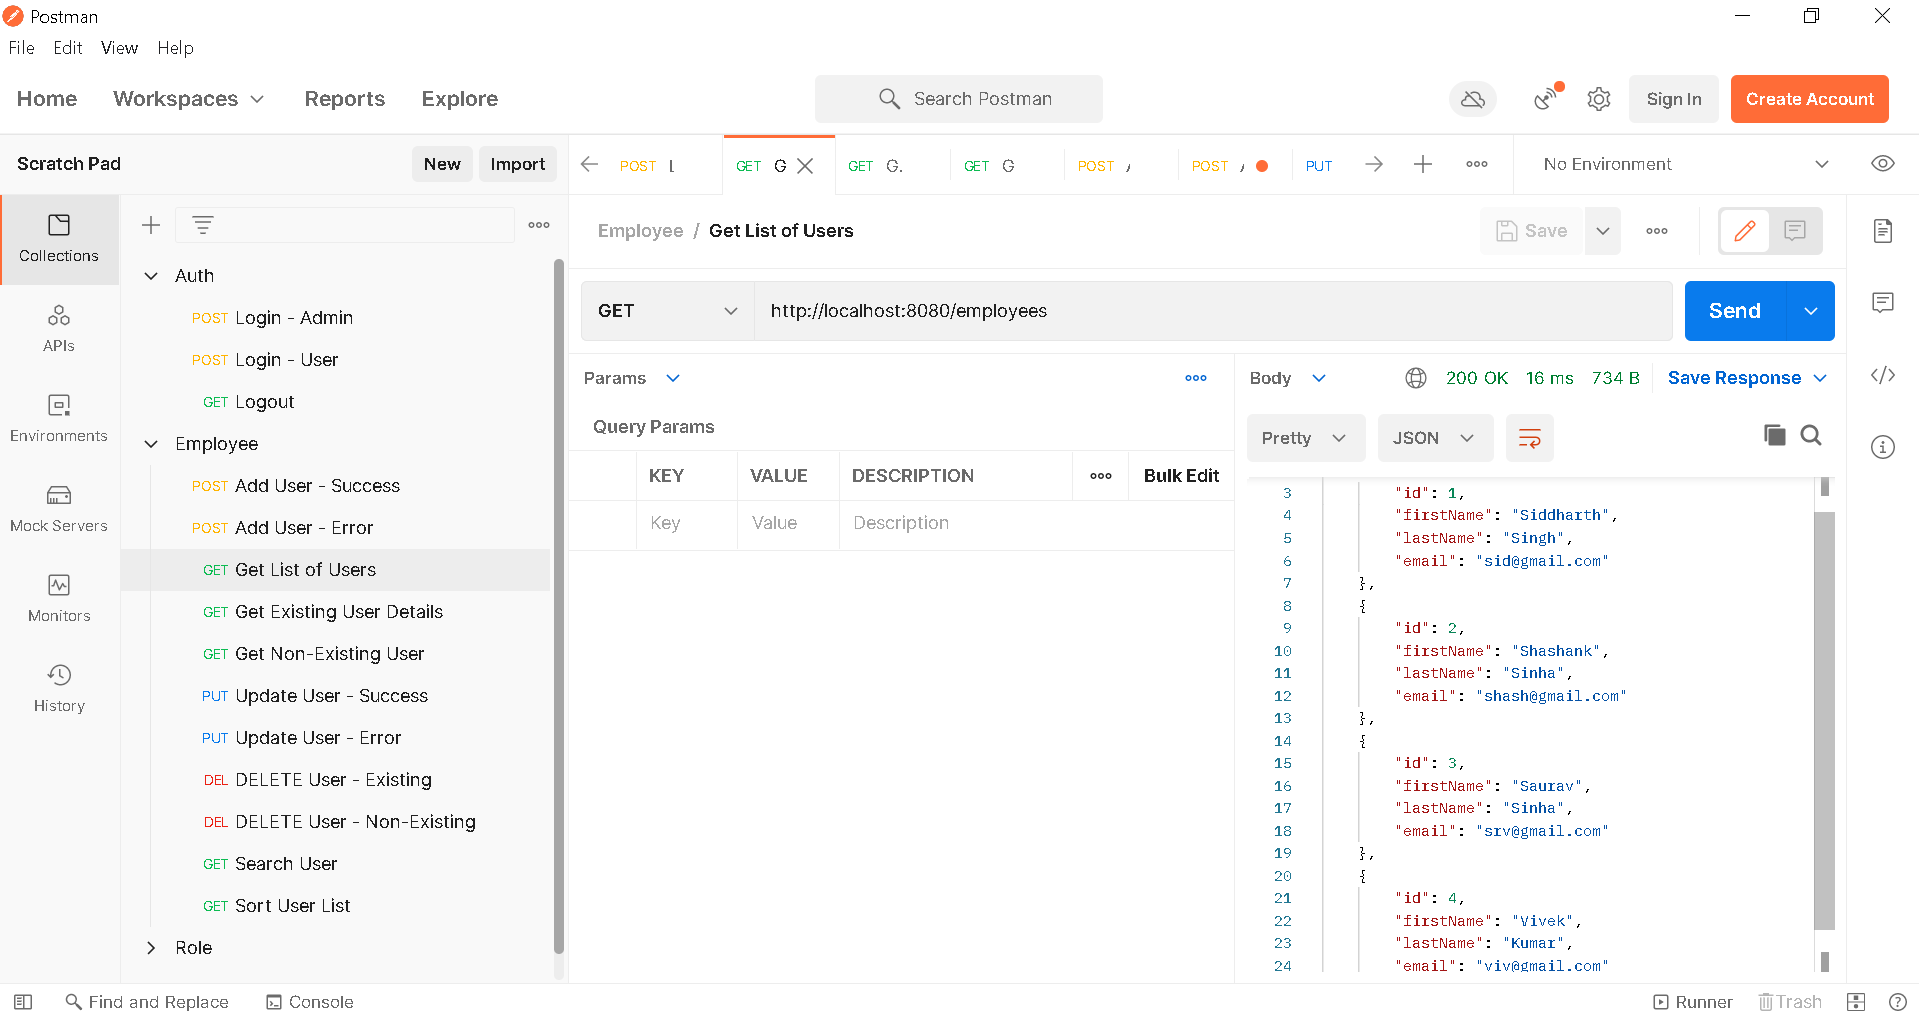 Postman
File Edit View Help
Home Workspaces Reports Explore Search Postman Sign In Create Account
Scratch Pad New Import POST GET G GET G. GET G POST POST PUT No Environment
Collections
APIs
Environments
Mock Servers
Monitors
History
Auth
POST Login - Admin
POST Login - User
GET Logout
Employee
POST Add User - Success
POST Add User - Error
GET Get List of Users
GET Get Existing User Details
GET Get Non-Existing User
PUT Update User - Success
PUT Update User - Error
DEL DELETE User - Existing
DEL DELETE User - Non-Existing
GET Search User
GET Sort User List
Role
Employee / Get List of Users Save
GET http://localhost:8080/employees Send
Params
Query Params
KEY VALUE DESCRIPTION Bulk Edit
Key Value Description
Body 200 OK 16 ms 734 B Save Response
Pretty JSON
3 "id": 1,
4 "firstName": "Siddharth",
5 "lastName": "Singh",
6 "email": "sid@gmail.com"
7 },
8 {
9 "id": 2,
10 "firstName": "Shashank",
11 "lastName": "Sinha",
12 "email": "shash@gmail.com"
13 },
14 {
15 "id": 3,
16 "firstName": "Saurav",
17 "lastName": "Sinha",
18 "email": "srv@gmail.com"
19 },
20 {
21 "id": 4,
22 "firstName": "Vivek",
23 "lastName": "Kumar",
24 "email": "viv@gmail.com"
Find and Replace Console Runner Trash